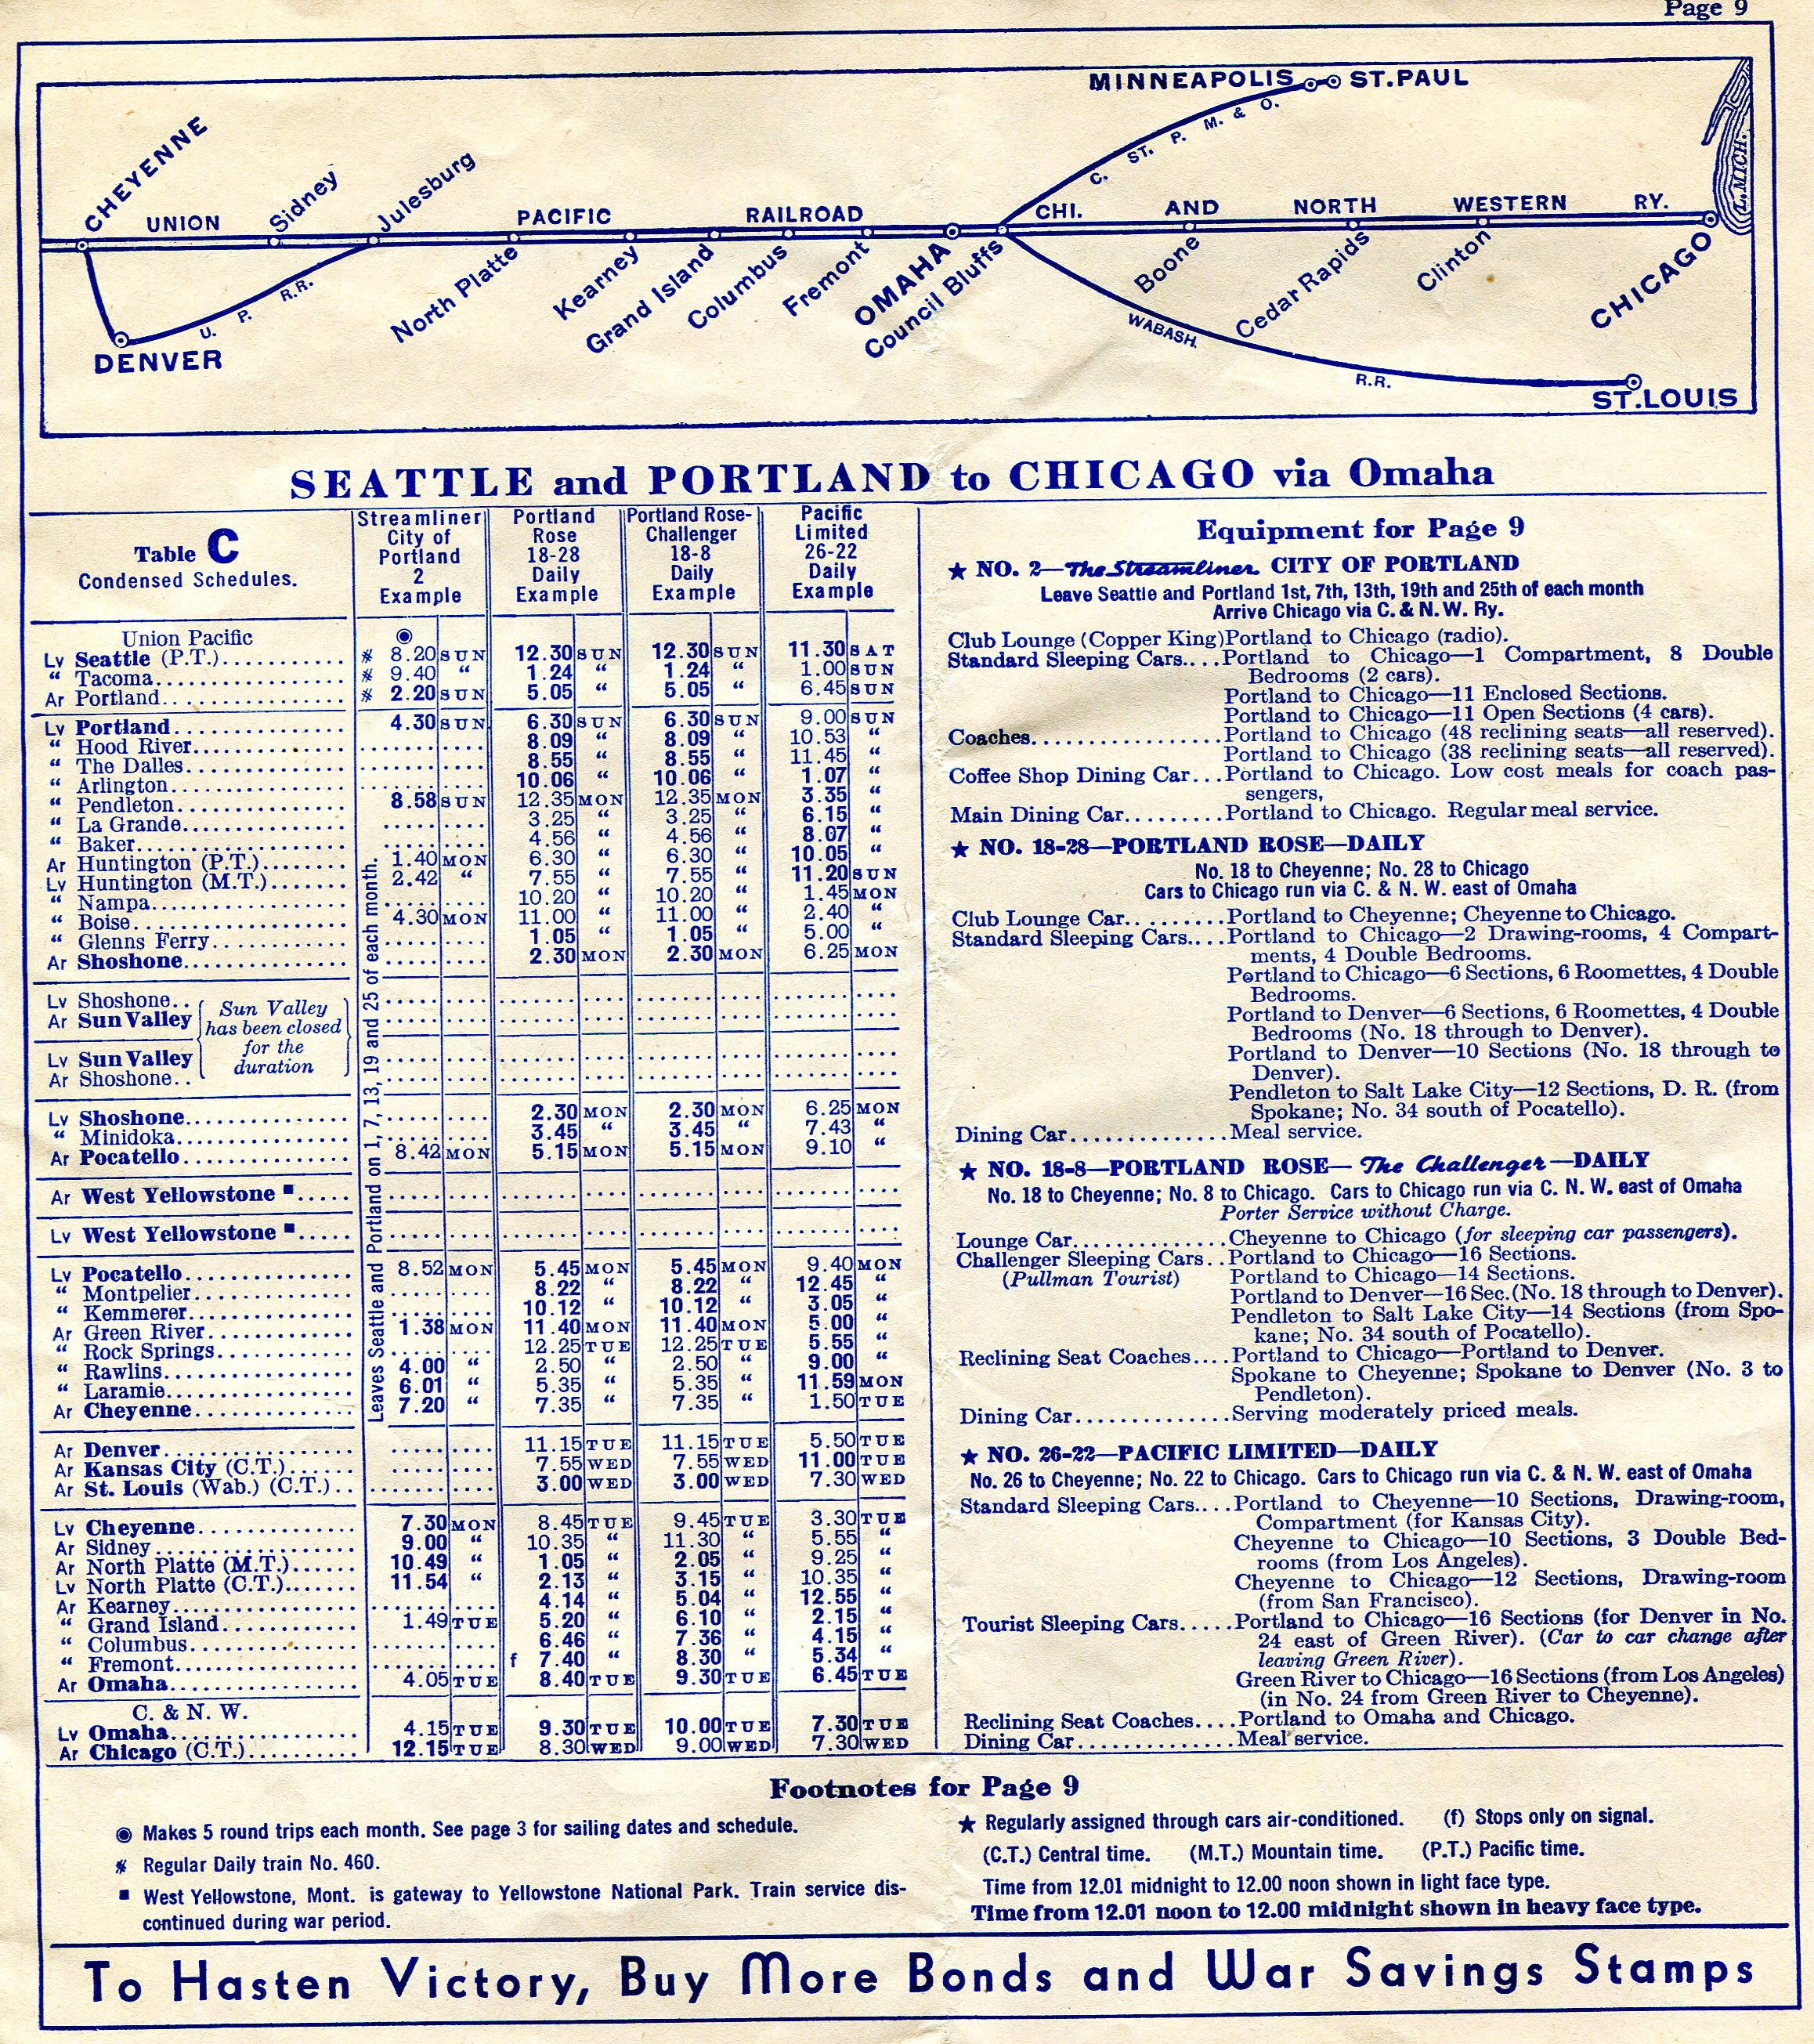 Page 9
MINNEAPOLIS ST.PAUL
C. ST. P. M. & O.
L. MICH.
CHEYENNE
Sidney
Julesburg
UNION PACIFIC RAILROAD
CHI. AND NORTH WESTERN RY.
U. P. R.R.
DENVER
North Platte
Kearney
Grand Island
Columbus
Fremont
OMAHA
Council Bluffs
Boone
Cedar Rapids
Clinton
CHICAGO
WABASH R.R.
ST.LOUIS
SEATTLE and PORTLAND to CHICAGO via Omaha
Table C
Condensed Schedules.
Streamliner City of Portland 2 Example
Portland Rose 18-28 Daily Example
Portland Rose-Challenger 18-8 Daily Example
Pacific Limited 26-22 Daily Example
Union Pacific ◉
Lv Seattle (P.T.) 8.20 SUN 12.30 SUN 12.30 SUN 11.30 SAT
“ Tacoma 9.40 “ 1.24 “ 1.24 “ 1.00 SUN
Ar Portland 2.20 SUN 5.05 “ 5.05 “ 6.45 SUN
Lv Portland 4.30 SUN 6.30 SUN 6.30 SUN 9.00 SUN
“ Hood River 8.09 “ 8.09 “ 10.53 “
“ The Dalles 8.55 “ 8.55 “ 11.45 “
“ Arlington 10.06 “ 10.06 “ 1.07 “
“ Pendleton 8.58 SUN 12.35 MON 12.35 MON 3.35 “
“ La Grande 3.25 “ 3.25 “ 6.15 “
“ Baker 4.56 “ 4.56 “ 8.07 “
Ar Huntington (P.T.) 1.40 MON 6.30 “ 6.30 “ 10.05 “
Lv Huntington (M.T.) 2.42 “ 7.55 “ 7.55 “ 11.20 SUN
“ Nampa 10.20 “ 10.20 “ 1.45 MON
“ Boise 4.30 MON 11.00 “ 11.00 “ 2.40 “
“ Glenns Ferry 1.05 “ 1.05 “ 5.00 “
Ar Shoshone 2.30 MON 2.30 MON 6.25 MON
Lv Shoshone
Ar Sun Valley
Lv Sun Valley
Ar Shoshone
Sun Valley has been closed for the duration
Lv Shoshone 2.30 MON 2.30 MON 6.25 MON
“ Minidoka 3.45 “ 3.45 “ 7.43 “
Ar Pocatello 8.42 MON 5.15 MON 5.15 MON 9.10 “
Ar West Yellowstone ■
Lv West Yellowstone ■
Lv Pocatello 8.52 MON 5.45 MON 5.45 MON 9.40 MON
“ Montpelier 8.22 “ 8.22 “ 12.45 “
“ Kemmerer 10.12 “ 10.12 “ 3.05 “
Ar Green River 1.38 MON 11.40 MON 11.40 MON 5.00 “
“ Rock Springs 12.25 TUE 12.25 TUE 5.55 “
“ Rawlins 4.00 “ 2.50 “ 2.50 “ 9.00 “
“ Laramie 6.01 “ 5.35 “ 5.35 “ 11.59 MON
Ar Cheyenne 7.20 “ 7.35 “ 7.35 “ 1.50 TUE
Leaves Seattle and Portland on 1, 7, 13, 19 and 25 of each month.
Ar Denver 11.15 TUE 11.15 TUE 5.50 TUE
Ar Kansas City (C.T.) 7.55 WED 7.55 WED 11.00 TUE
Ar St. Louis (Wab.) (C.T.) 3.00 WED 3.00 WED 7.30 WED
Lv Cheyenne 7.30 MON 8.45 TUE 9.45 TUE 3.30 TUE
Ar Sidney 9.00 “ 10.35 “ 11.30 “ 5.55 “
Ar North Platte (M.T.) 10.49 “ 1.05 “ 2.05 “ 9.25 “
Lv North Platte (C.T.) 11.54 “ 2.13 “ 3.15 “ 10.35 “
Ar Kearney 4.14 “ 5.04 “ 12.55 “
“ Grand Island 1.49 TUE 5.20 “ 6.10 “ 2.15 “
“ Columbus 6.46 “ 7.36 “ 4.15 “
“ Fremont f 7.40 “ 8.30 “ 5.34 “
Ar Omaha 4.05 TUE 8.40 TUE 9.30 TUE 6.45 TUE
C. & N. W.
Lv Omaha 4.15 TUE 9.30 TUE 10.00 TUE 7.30 TUE
Ar Chicago (C.T.) 12.15 TUE 8.30 WED 9.00 WED 7.30 WED
Equipment for Page 9
★ NO. 2—The Streamliner CITY OF PORTLAND
Leave Seattle and Portland 1st, 7th, 13th, 19th and 25th of each month
Arrive Chicago via C. & N. W. Ry.
Club Lounge (Copper King) Portland to Chicago (radio).
Standard Sleeping Cars....Portland to Chicago—1 Compartment, 8 Double
Bedrooms (2 cars).
Portland to Chicago—11 Enclosed Sections.
Portland to Chicago—11 Open Sections (4 cars).
Coaches....Portland to Chicago (48 reclining seats—all reserved).
Portland to Chicago (38 reclining seats—all reserved).
Coffee Shop Dining Car...Portland to Chicago. Low cost meals for coach pas-
sengers,
Main Dining Car....Portland to Chicago. Regular meal service.
★ NO. 18-28—PORTLAND ROSE—DAILY
No. 18 to Cheyenne; No. 28 to Chicago
Cars to Chicago run via C. & N. W. east of Omaha
Club Lounge Car....Portland to Cheyenne; Cheyenne to Chicago.
Standard Sleeping Cars....Portland to Chicago—2 Drawing-rooms, 4 Compart-
ments, 4 Double Bedrooms.
Portland to Chicago—6 Sections, 6 Roomettes, 4 Double
Bedrooms.
Portland to Denver—6 Sections, 6 Roomettes, 4 Double
Bedrooms (No. 18 through to Denver).
Portland to Denver—10 Sections (No. 18 through to
Denver).
Pendleton to Salt Lake City—12 Sections, D. R. (from
Spokane; No. 34 south of Pocatello).
Dining Car....Meal service.
★ NO. 18-8—PORTLAND ROSE—The Challenger—DAILY
No. 18 to Cheyenne; No. 8 to Chicago. Cars to Chicago run via C. N. W. east of Omaha
Porter Service without Charge.
Lounge Car....Cheyenne to Chicago (for sleeping car passengers).
Challenger Sleeping Cars..Portland to Chicago—16 Sections.
(Pullman Tourist) Portland to Chicago—14 Sections.
Portland to Denver—16 Sec.(No. 18 through to Denver).
Pendleton to Salt Lake City—14 Sections (from Spo-
kane; No. 34 south of Pocatello).
Reclining Seat Coaches....Portland to Chicago—Portland to Denver.
Spokane to Cheyenne; Spokane to Denver (No. 3 to
Pendleton).
Dining Car....Serving moderately priced meals.
★ NO. 26-22—PACIFIC LIMITED—DAILY
No. 26 to Cheyenne; No. 22 to Chicago. Cars to Chicago run via C. & N. W. east of Omaha
Standard Sleeping Cars....Portland to Cheyenne—10 Sections, Drawing-room,
Compartment (for Kansas City).
Cheyenne to Chicago—10 Sections, 3 Double Bed-
rooms (from Los Angeles).
Cheyenne to Chicago—12 Sections, Drawing-room
(from San Francisco).
Tourist Sleeping Cars.....Portland to Chicago—16 Sections (for Denver in No.
24 east of Green River). (Car to car change after
leaving Green River).
Green River to Chicago—16 Sections (from Los Angeles)
(in No. 24 from Green River to Cheyenne).
Reclining Seat Coaches....Portland to Omaha and Chicago.
Dining Car....Meal service.
Footnotes for Page 9
◉ Makes 5 round trips each month. See page 3 for sailing dates and schedule.
Regular Daily train No. 460.
■ West Yellowstone, Mont. is gateway to Yellowstone National Park. Train service dis-
continued during war period.
★ Regularly assigned through cars air-conditioned. (f) Stops only on signal.
(C.T.) Central time. (M.T.) Mountain time. (P.T.) Pacific time.
Time from 12.01 midnight to 12.00 noon shown in light face type.
Time from 12.01 noon to 12.00 midnight shown in heavy face type.
To Hasten Victory, Buy More Bonds and War Savings Stamps